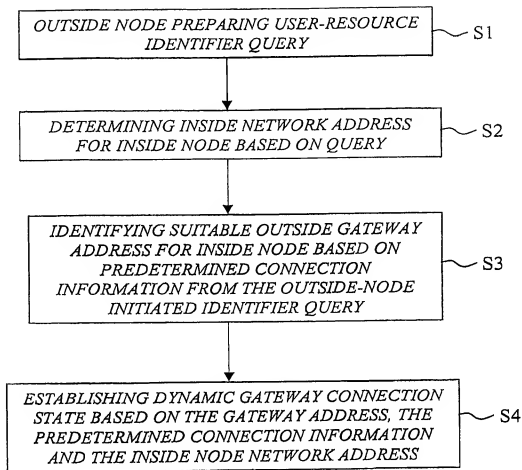 OUTSIDE NODE PREPARING USER-RESOURCE
IDENTIFIER QUERY
S1
DETERMINING INSIDE NETWORK ADDRESS
FOR INSIDE NODE BASED ON QUERY
S2
IDENTIFYING SUITABLE OUTSIDE GATEWAY
ADDRESS FOR INSIDE NODE BASED ON
PREDETERMINED CONNECTION
INFORMATION FROM THE OUTSIDE-NODE
INITIATED IDENTIFIER QUERY
S3
ESTABLISHING DYNAMIC GATEWAY CONNECTION
STATE BASED ON THE GATEWAY ADDRESS, THE
PREDETERMINED CONNECTION INFORMATION
AND THE INSIDE NODE NETWORK ADDRESS
S4